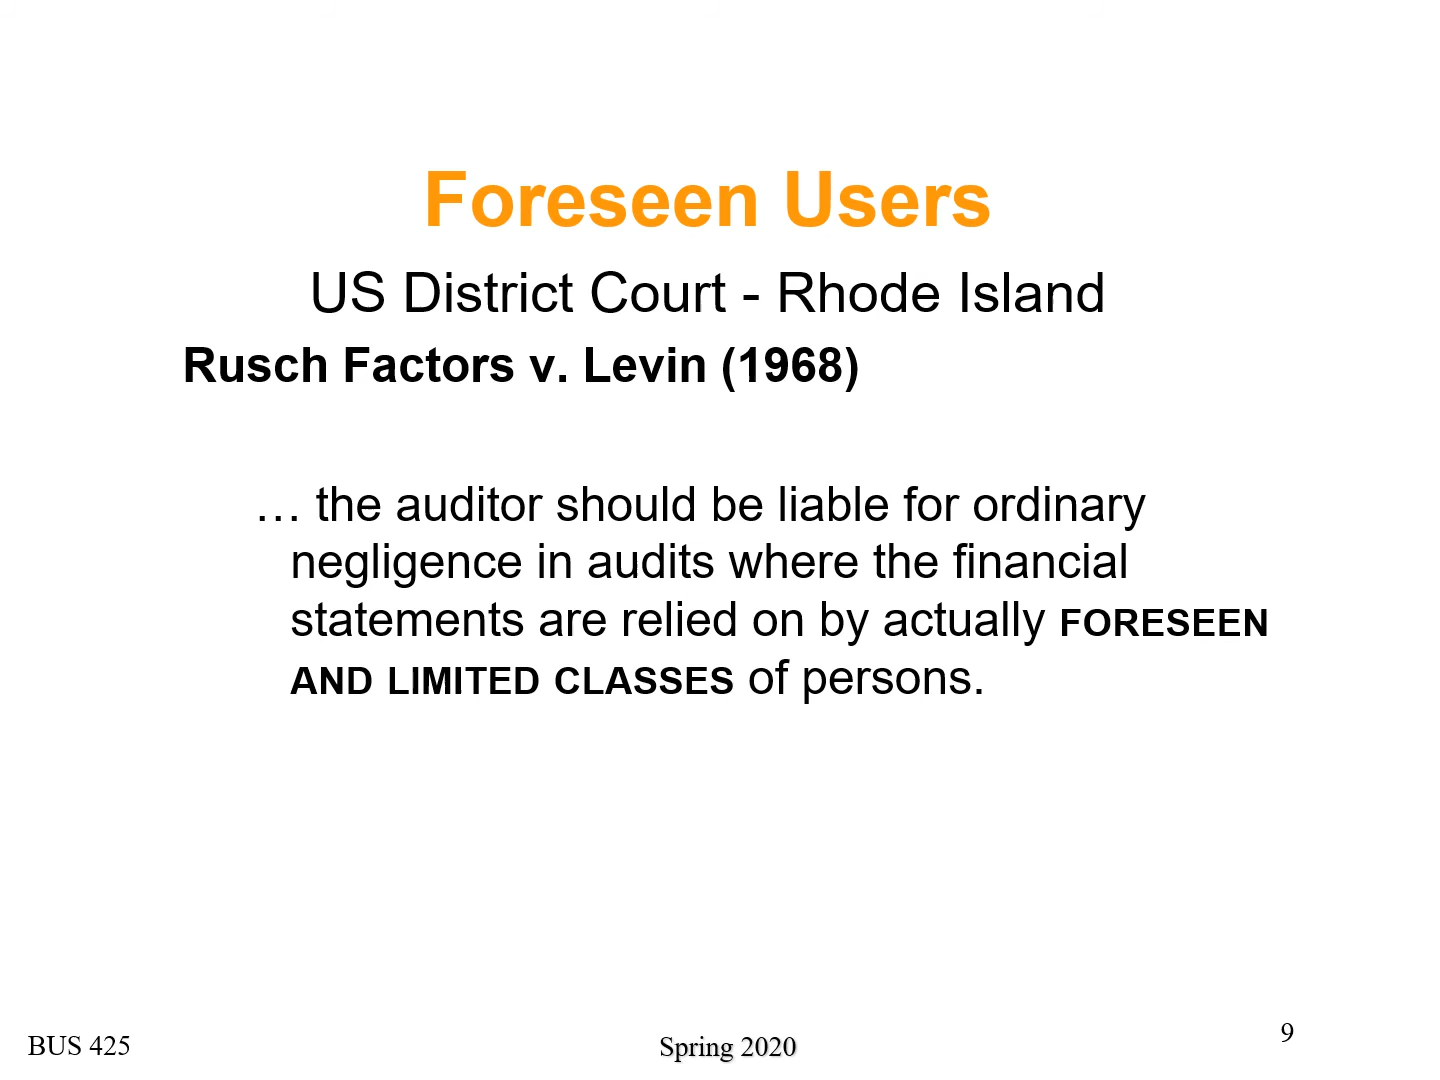 Foreseen Users
US District Court - Rhode Island
Rusch Factors v. Levin (1968)
… the auditor should be liable for ordinary
negligence in audits where the financial
statements are relied on by actually FORESEEN
AND LIMITED CLASSES of persons.
BUS 425
Spring 2020
9